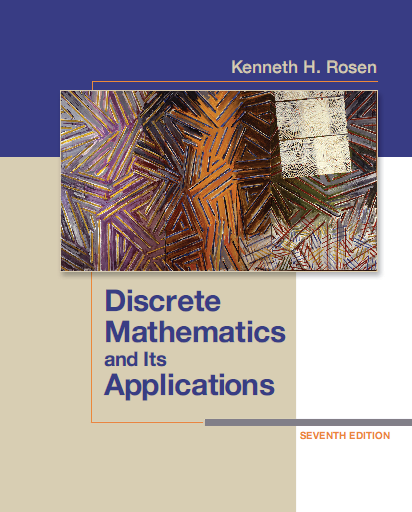 Kenneth H. Rosen
Discrete
Mathematics
and Its
Applications
SEVENTH EDITION